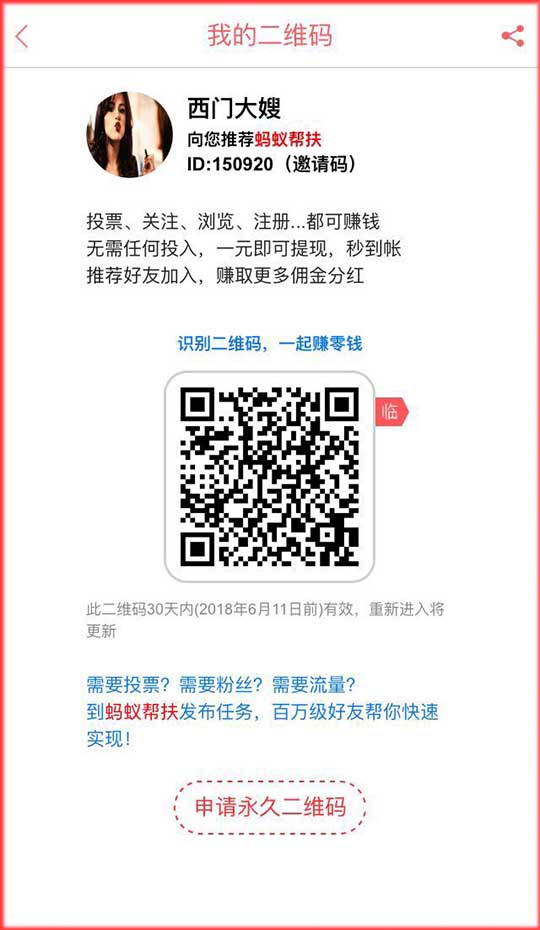 我的二维码
西门大嫂
向您推荐蚂蚁帮扶
ID:150920（邀请码）
投票、关注、浏览、注册...都可赚钱
无需任何投入，一元即可提现，秒到帐
推荐好友加入，赚取更多佣金分红
识别二维码，一起赚零钱
临
此二维码30天内(2018年6月11日前)有效，重新进入将
更新
需要投票？需要粉丝？需要流量？
到蚂蚁帮扶发布任务，百万级好友帮你快速
实现！
申请永久二维码